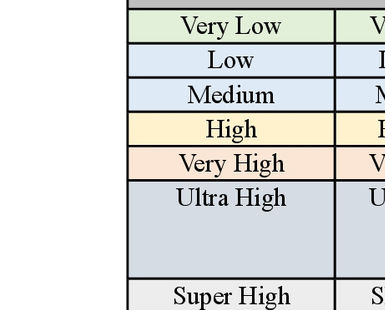 Very Low
Low
Medium
High
Very High
Ultra High
Super High